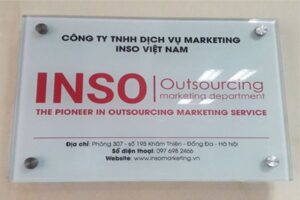 CÔNG TY TNHH DỊCH VỤ MARKETING
INSO VIỆT NAM
INSO Outsourcing
marketing department
THE PIONEER IN OUTSOURCING MARKETING SERVICE
Địa chỉ: Phòng 307 - số 195 Khâm Thiên - Đống Đa - Hà Nội
Số điện thoại: 097 698 2466
Website: www.insomarketing.vn